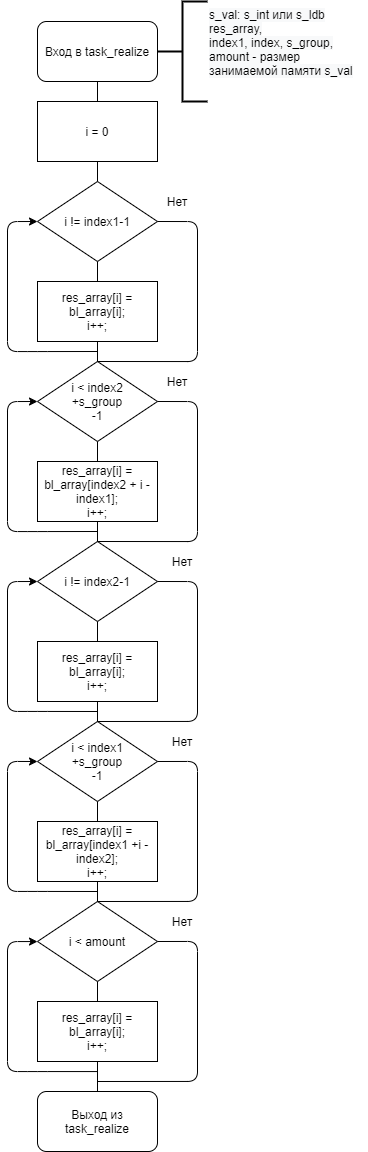 Вход в task_realize
s_val: s_int или s_ldb
res_array,
index1, index, s_group,
amount - размер
занимаемой памяти s_val
i = 0
i != index1-1
Нет
res_array[i] =
bl_array[i];
i++;
i < index2
+s_group
-1
Нет
res_array[i] =
bl_array[index2 + i -
index1];
i++;
i != index2-1
Нет
res_array[i] =
bl_array[i];
i++;
i < index1
+s_group
-1
Нет
res_array[i] =
bl_array[index1 +i -
index2];
i++;
i < amount
Нет
res_array[i] =
bl_array[i];
i++;
Выход из
task_realize